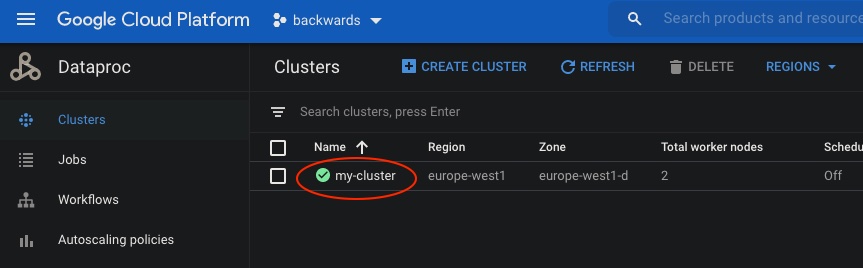 Google Cloud Platform backwards Search products and resource
Dataproc
Clusters CREATE CLUSTER REFRESH DELETE REGIONS
Clusters
Jobs
Workflows
Autoscaling policies
Search clusters, press Enter
Name Region Zone Total worker nodes Schedu
my-cluster europe-west1 europe-west1-d 2 Off